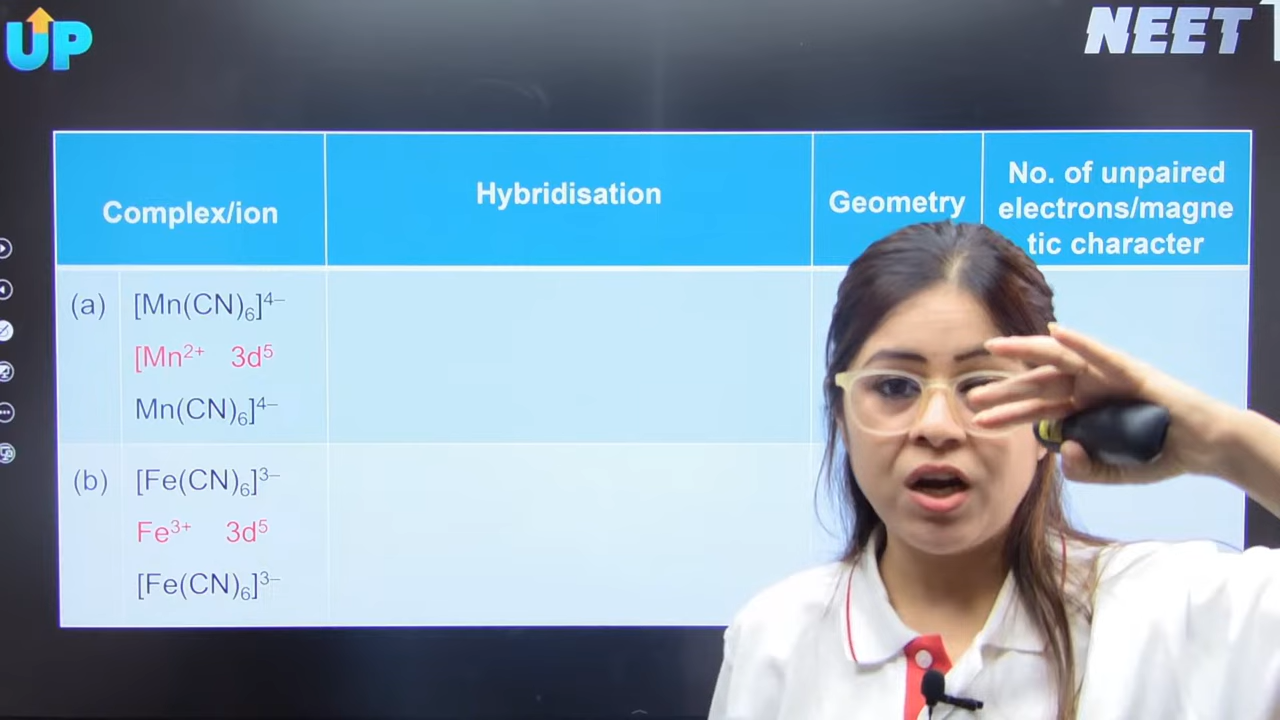 UP
NEET
Complex/ion
Hybridisation
Geometry
No. of unpaired
electrons/magne
tic character
(a) [Mn(CN)₆]⁴⁻
[Mn²⁺ 3d⁵
Mn(CN)₆]⁴⁻
(b) [Fe(CN)₆]³⁻
Fe³⁺ 3d⁵
[Fe(CN)₆]³⁻